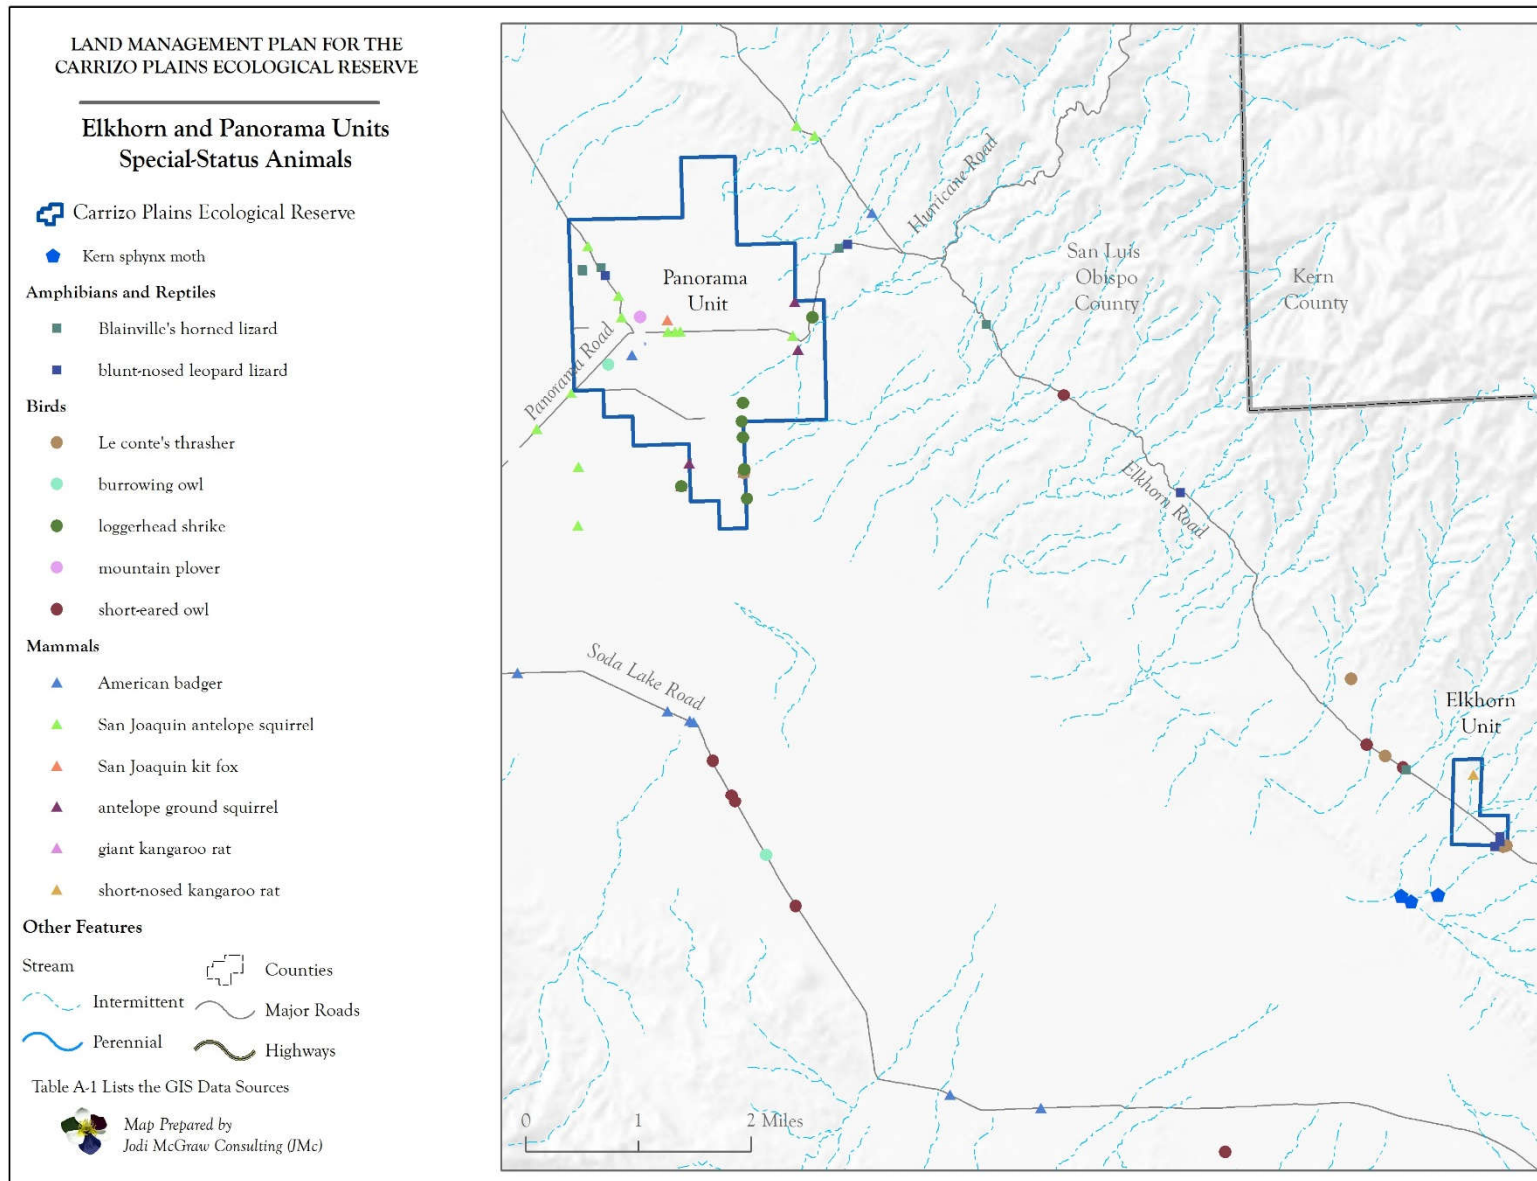 LAND MANAGEMENT PLAN FOR THE
CARRIZO PLAINS ECOLOGICAL RESERVE
Elkhorn and Panorama Units
Special-Status Animals
Carrizo Plains Ecological Reserve
Kern sphynx moth
Amphibians and Reptiles
Blainville's horned lizard
blunt-nosed leopard lizard
Birds
Le conte's thrasher
burrowing owl
loggerhead shrike
mountain plover
short-eared owl
Mammals
American badger
San Joaquin antelope squirrel
San Joaquin kit fox
antelope ground squirrel
giant kangaroo rat
short-nosed kangaroo rat
Other Features
Stream
Counties
Intermittent
Major Roads
Perennial
Highways
Table A-1 Lists the GIS Data Sources
Map Prepared by
Jodi McGraw Consulting (JMc)
Hurricane Road
San Luis
Obispo
County
Kern
County
Panorama
Unit
Panorama Road
Elkhorn Road
Soda Lake Road
Elkhorn
Unit
0 1 2 Miles